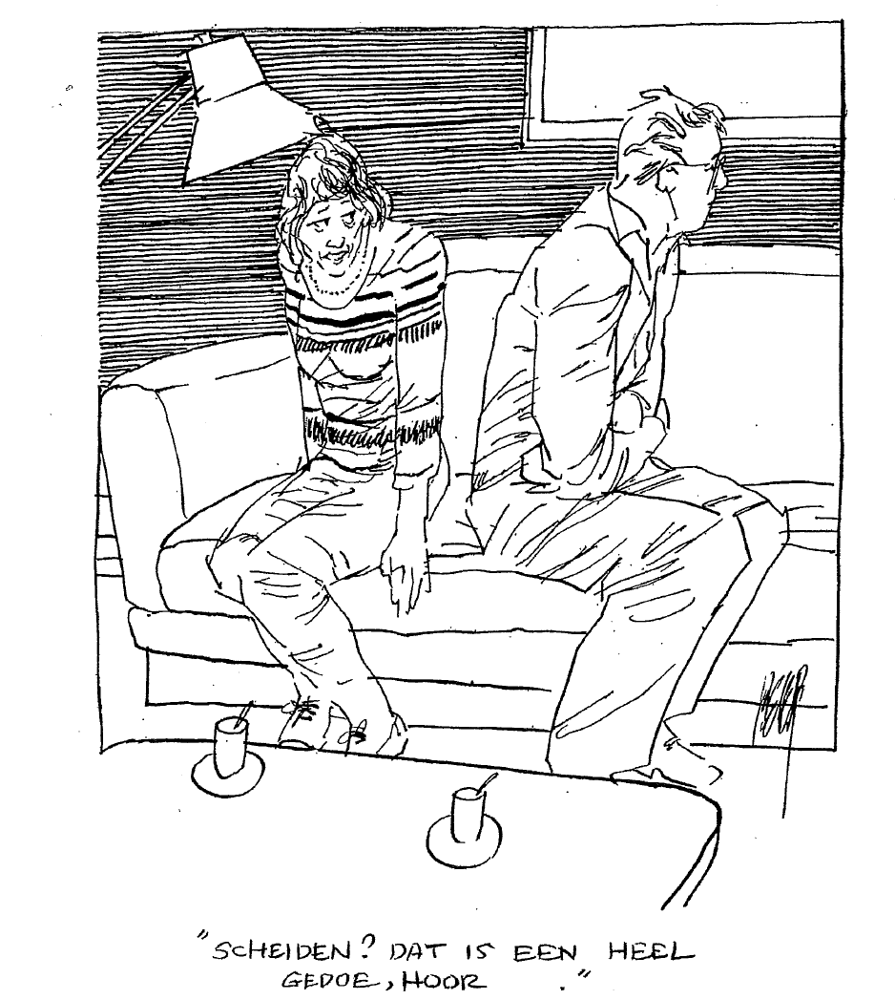 "SCHEIDEN? DAT IS EEN HEEL
GEDOE, HOOR ."